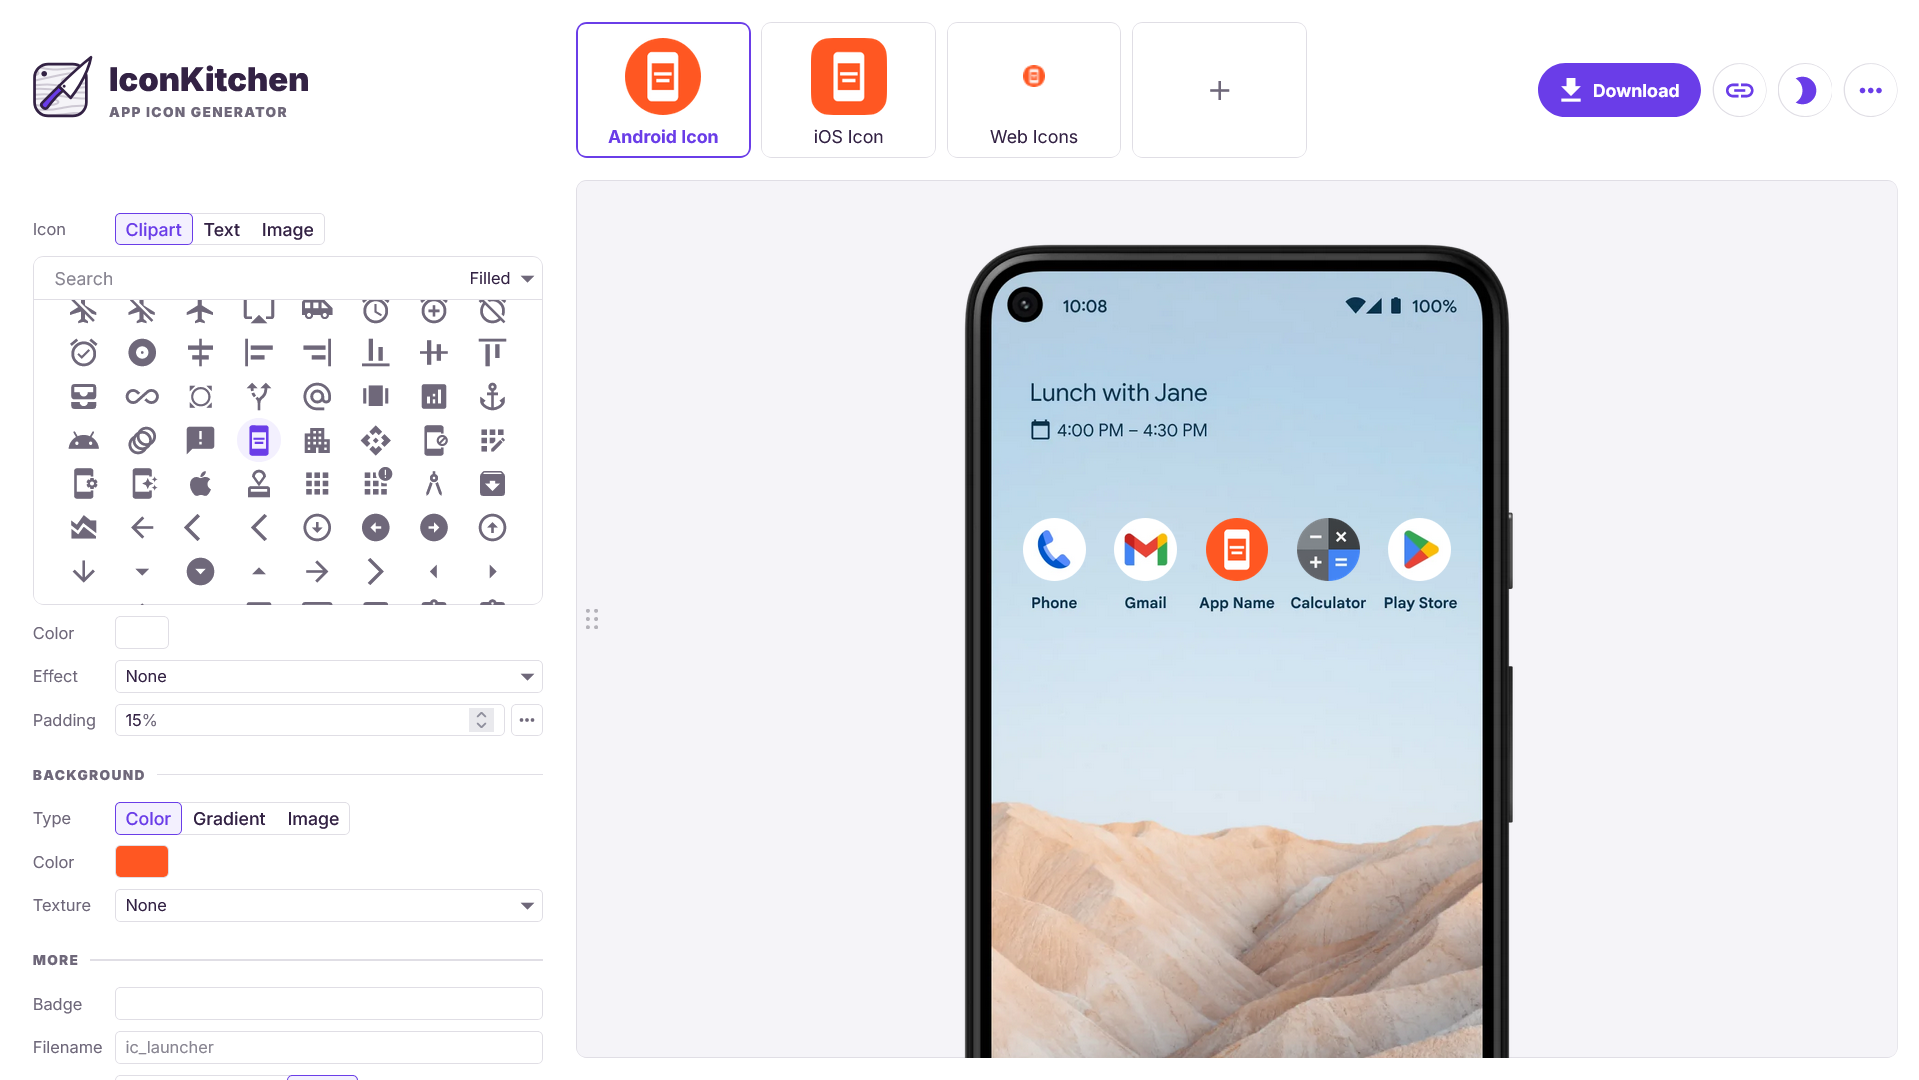 IconKitchen
APP ICON GENERATOR
Android Icon
iOS Icon
Web Icons
Download
Icon
Clipart
Text
Image
Search
Filled
Color
Effect
None
Padding
15%
BACKGROUND
Type
Color
Gradient
Image
Color
Texture
None
MORE
Badge
Filename
ic_launcher
10:08
100%
Lunch with Jane
4:00 PM – 4:30 PM
Phone
Gmail
App Name
Calculator
Play Store